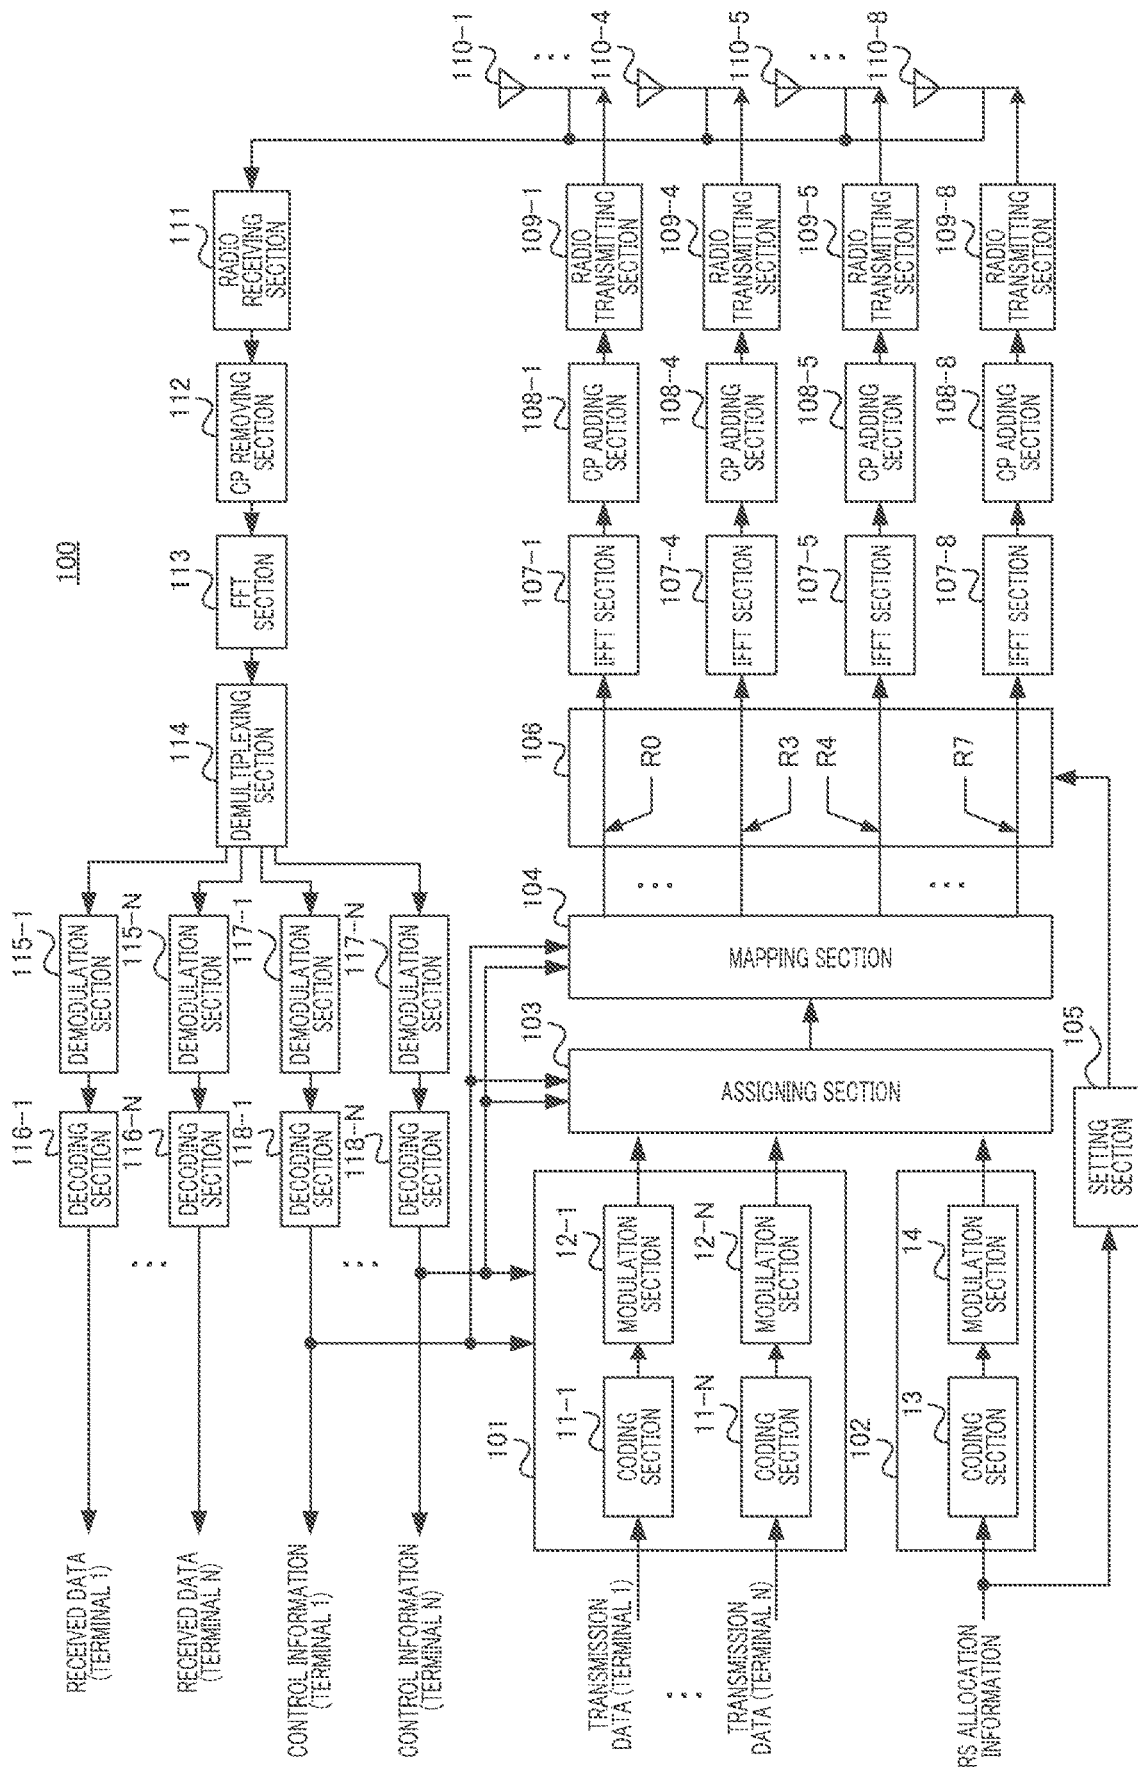 100
RECEIVED DATA
(TERMINAL 1)
116-1
DECODING
SECTION
115-1
DEMODULATION
SECTION
RECEIVED DATA
(TERMINAL N)
116-N
DECODING
SECTION
115-N
DEMODULATION
SECTION
...
CONTROL INFORMATION
(TERMINAL 1)
118-1
DECODING
SECTION
117-1
DEMODULATION
SECTION
CONTROL INFORMATION
(TERMINAL N)
118-N
DECODING
SECTION
117-N
DEMODULATION
SECTION
...
114
DEMULTIPLEXING
SECTION
113
FFT
SECTION
112
CP REMOVING
SECTION
111
RADIO
RECEIVING
SECTION
101
TRANSMISSION
DATA (TERMINAL 1)
11-1
CODING
SECTION
12-1
MODULATION
SECTION
...
TRANSMISSION
DATA (TERMINAL N)
11-N
CODING
SECTION
12-N
MODULATION
SECTION
102
RS ALLOCATION
INFORMATION
13
CODING
SECTION
14
MODULATION
SECTION
105
SETTING
SECTION
103
ASSIGNING SECTION
104
MAPPING SECTION
106
R0
...
R3
R4
...
R7
107-1
IFFT SECTION
108-1
CP ADDING
SECTION
109-1
RADIO
TRANSMITTING
SECTION
110-1
...
107-4
IFFT SECTION
108-4
CP ADDING
SECTION
109-4
RADIO
TRANSMITTING
SECTION
110-4
107-5
IFFT SECTION
108-5
CP ADDING
SECTION
109-5
RADIO
TRANSMITTING
SECTION
110-5
...
107-8
IFFT SECTION
108-8
CP ADDING
SECTION
109-8
RADIO
TRANSMITTING
SECTION
110-8